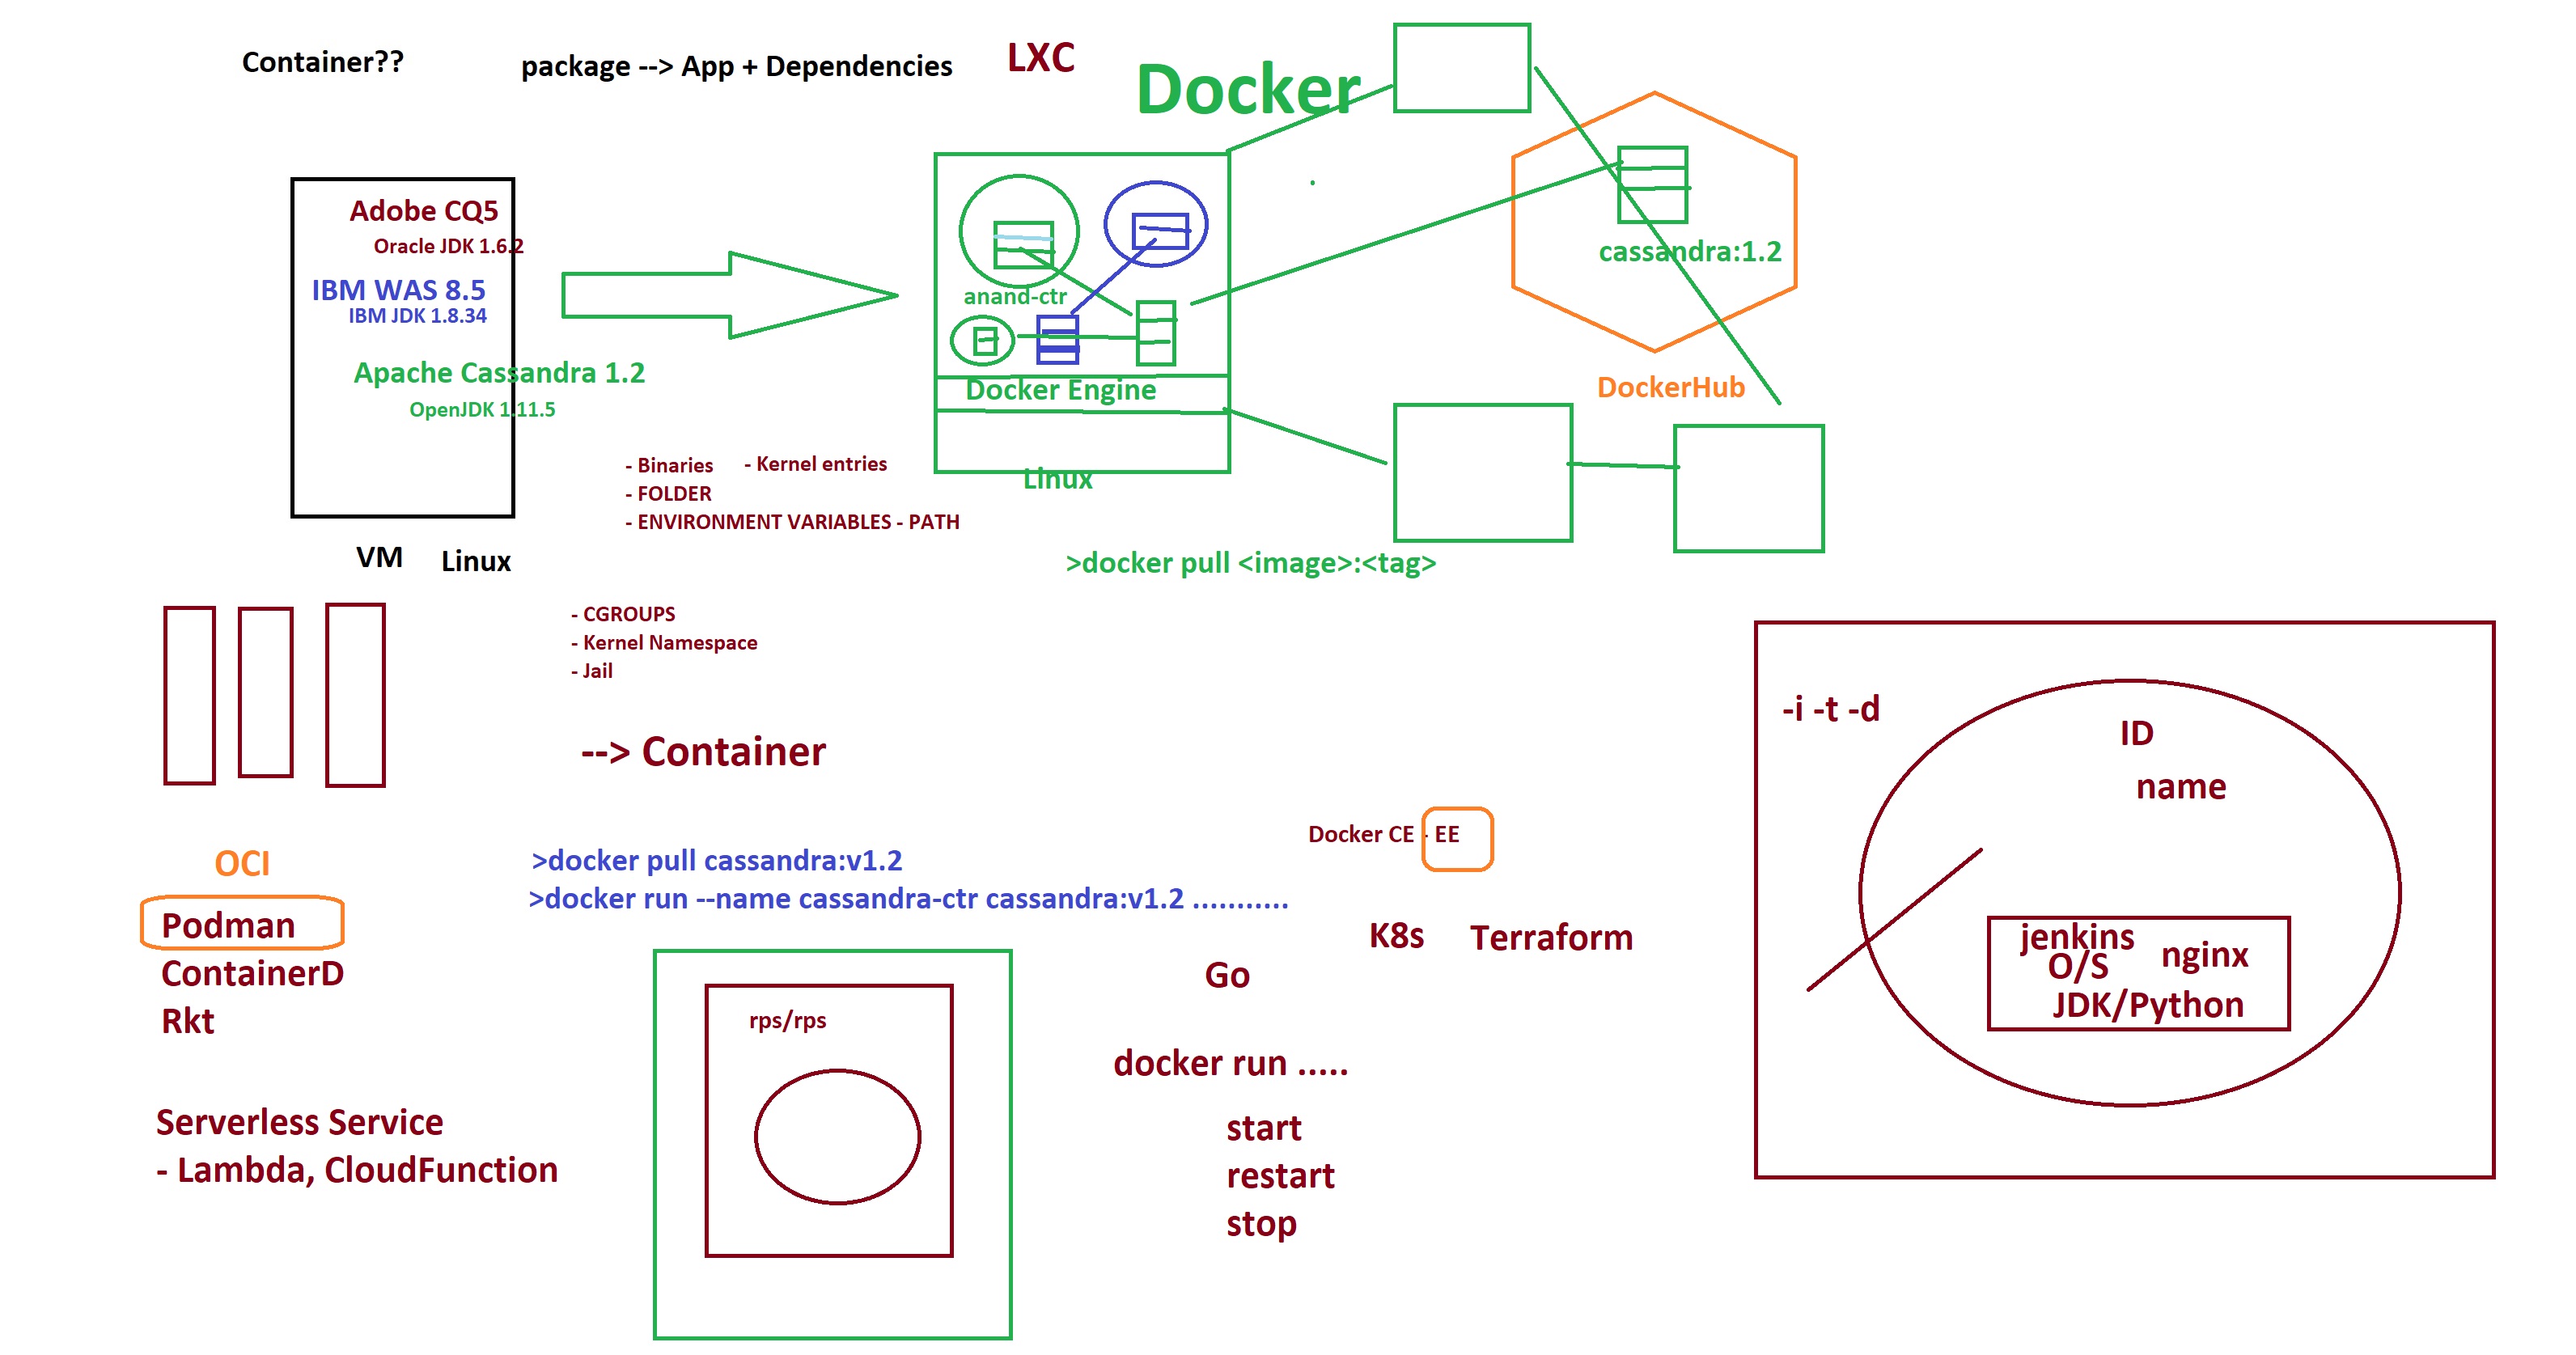 Container??
package --> App + Dependencies
LXC
Docker
Adobe CQ5
Oracle JDK 1.6.2
IBM WAS 8.5
IBM JDK 1.8.34
Apache Cassandra 1.2
OpenJDK 1.11.5
VM
Linux
anand-ctr
Docker Engine
Linux
cassandra:1.2
DockerHub
- Binaries
- Kernel entries
- FOLDER
- ENVIRONMENT VARIABLES - PATH
>docker pull <image>:<tag>
- CGROUPS
- Kernel Namespace
- Jail
--> Container
OCI
Podman
ContainerD
Rkt
Serverless Service
- Lambda, CloudFunction
>docker pull cassandra:v1.2
>docker run --name cassandra-ctr cassandra:v1.2 ...........
rps/rps
Docker CE - EE
K8s
Terraform
Go
docker run .....
start
restart
stop
-i -t -d
ID
name
jenkins
nginx
O/S
JDK/Python